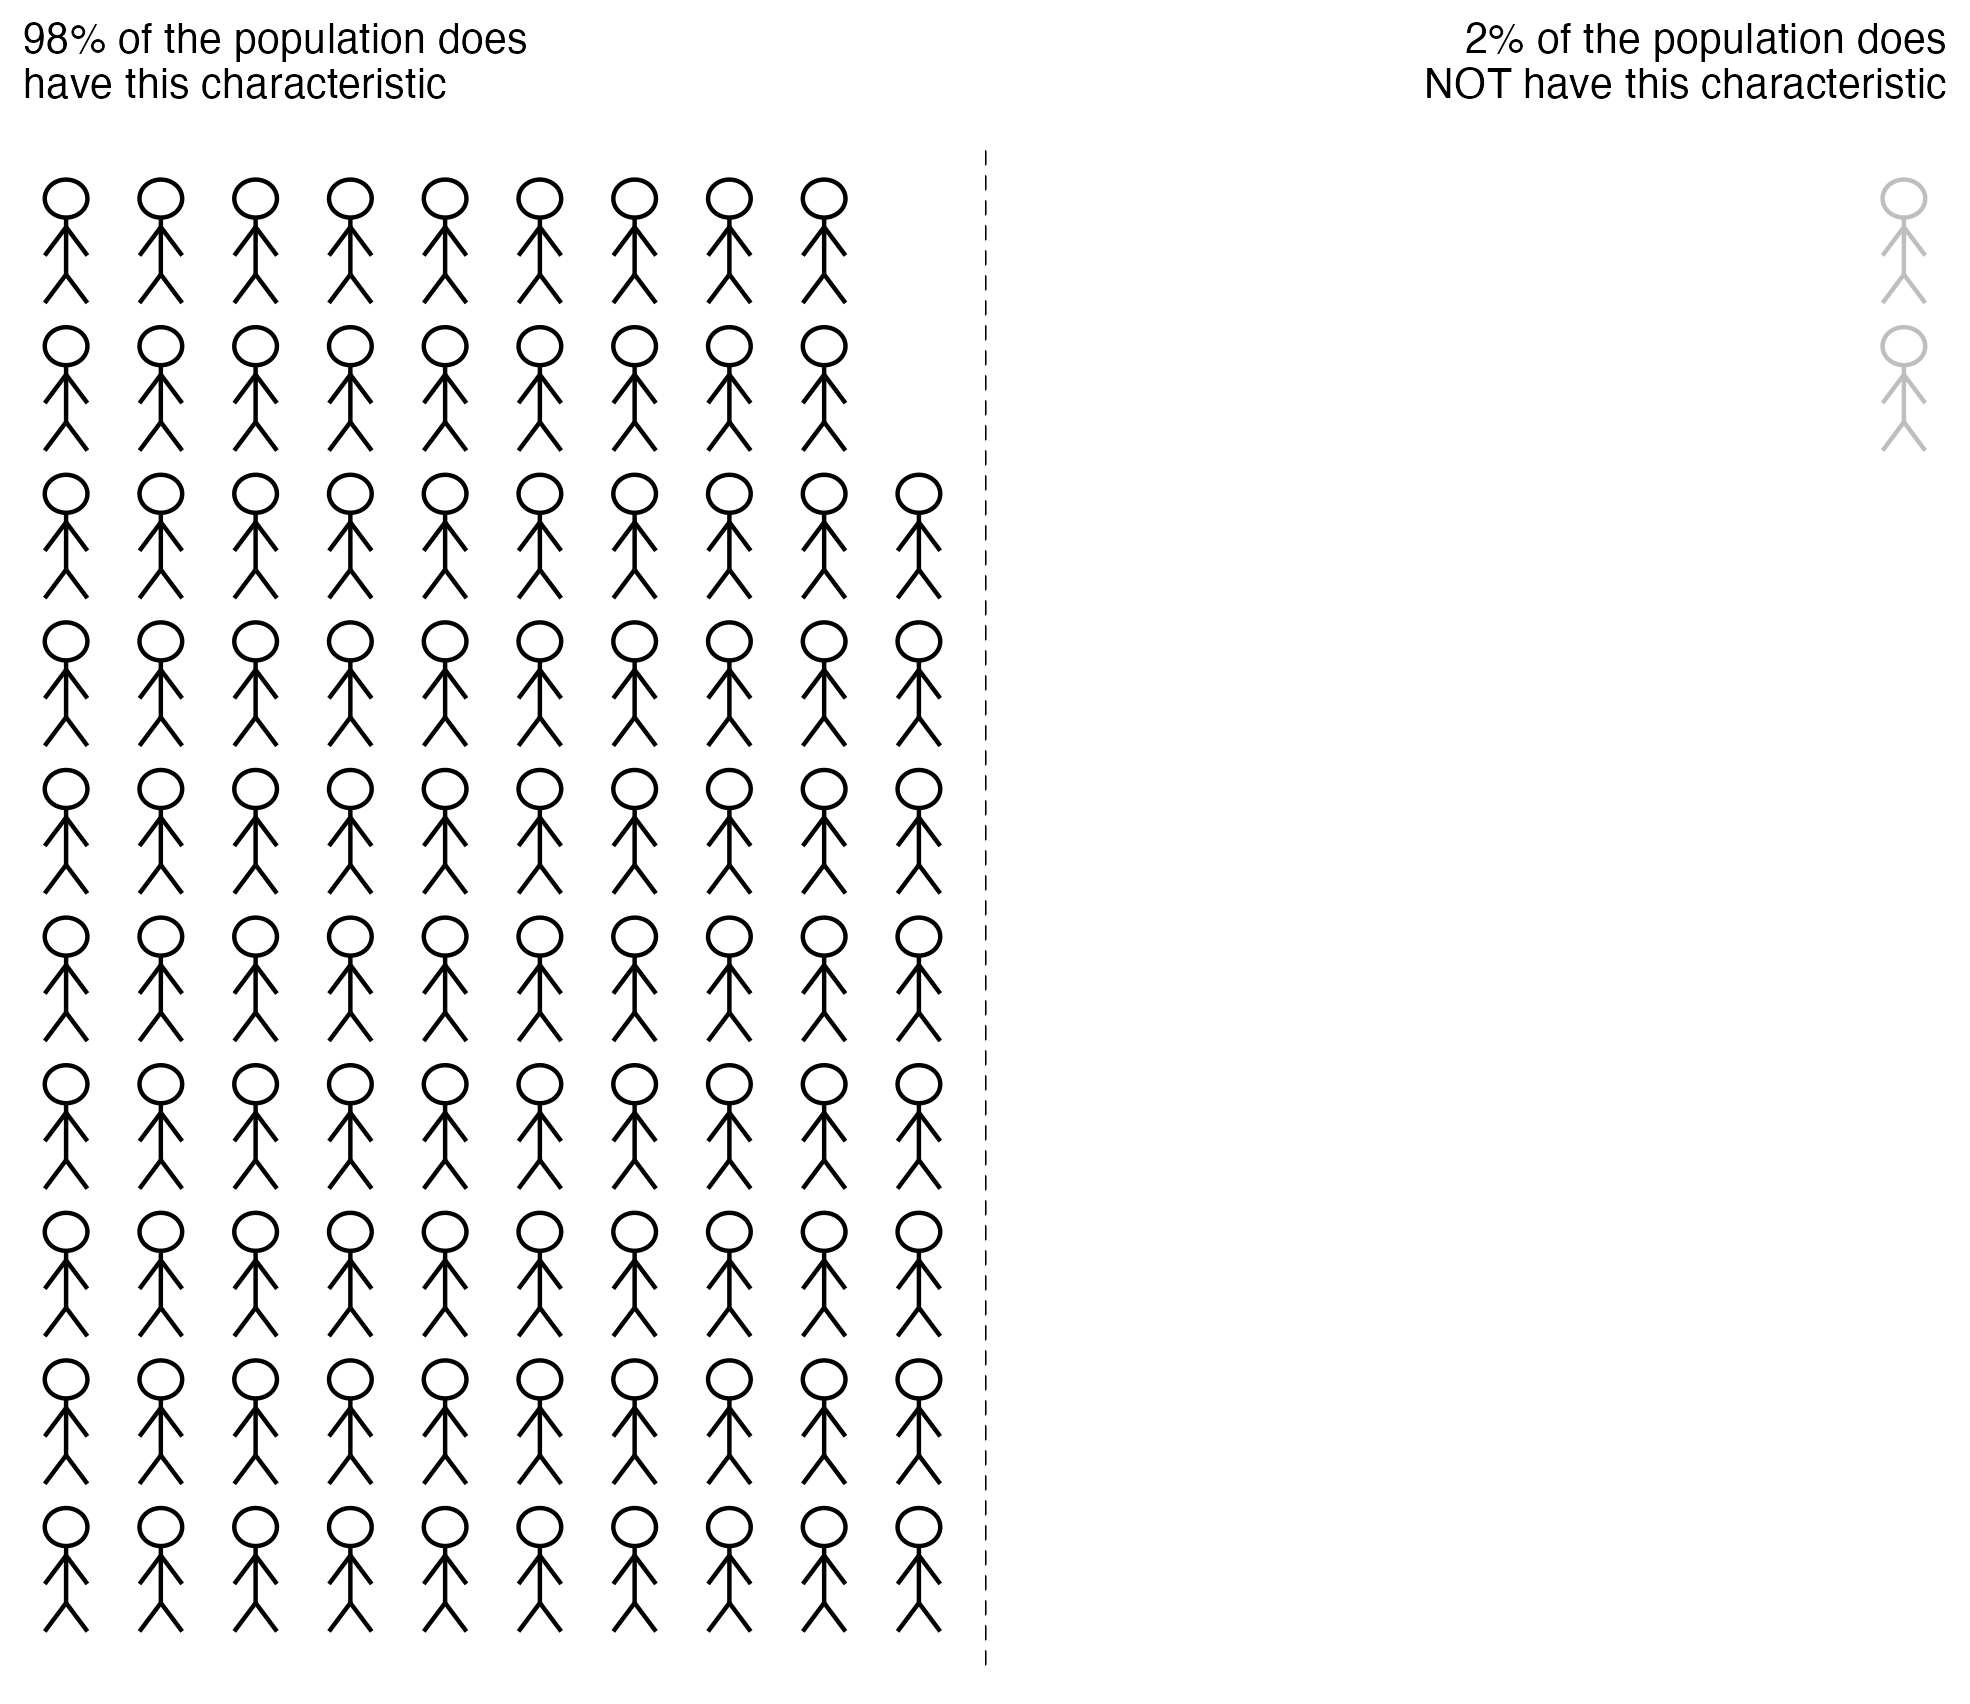 98% of the population does
have this characteristic
2% of the population does
NOT have this characteristic